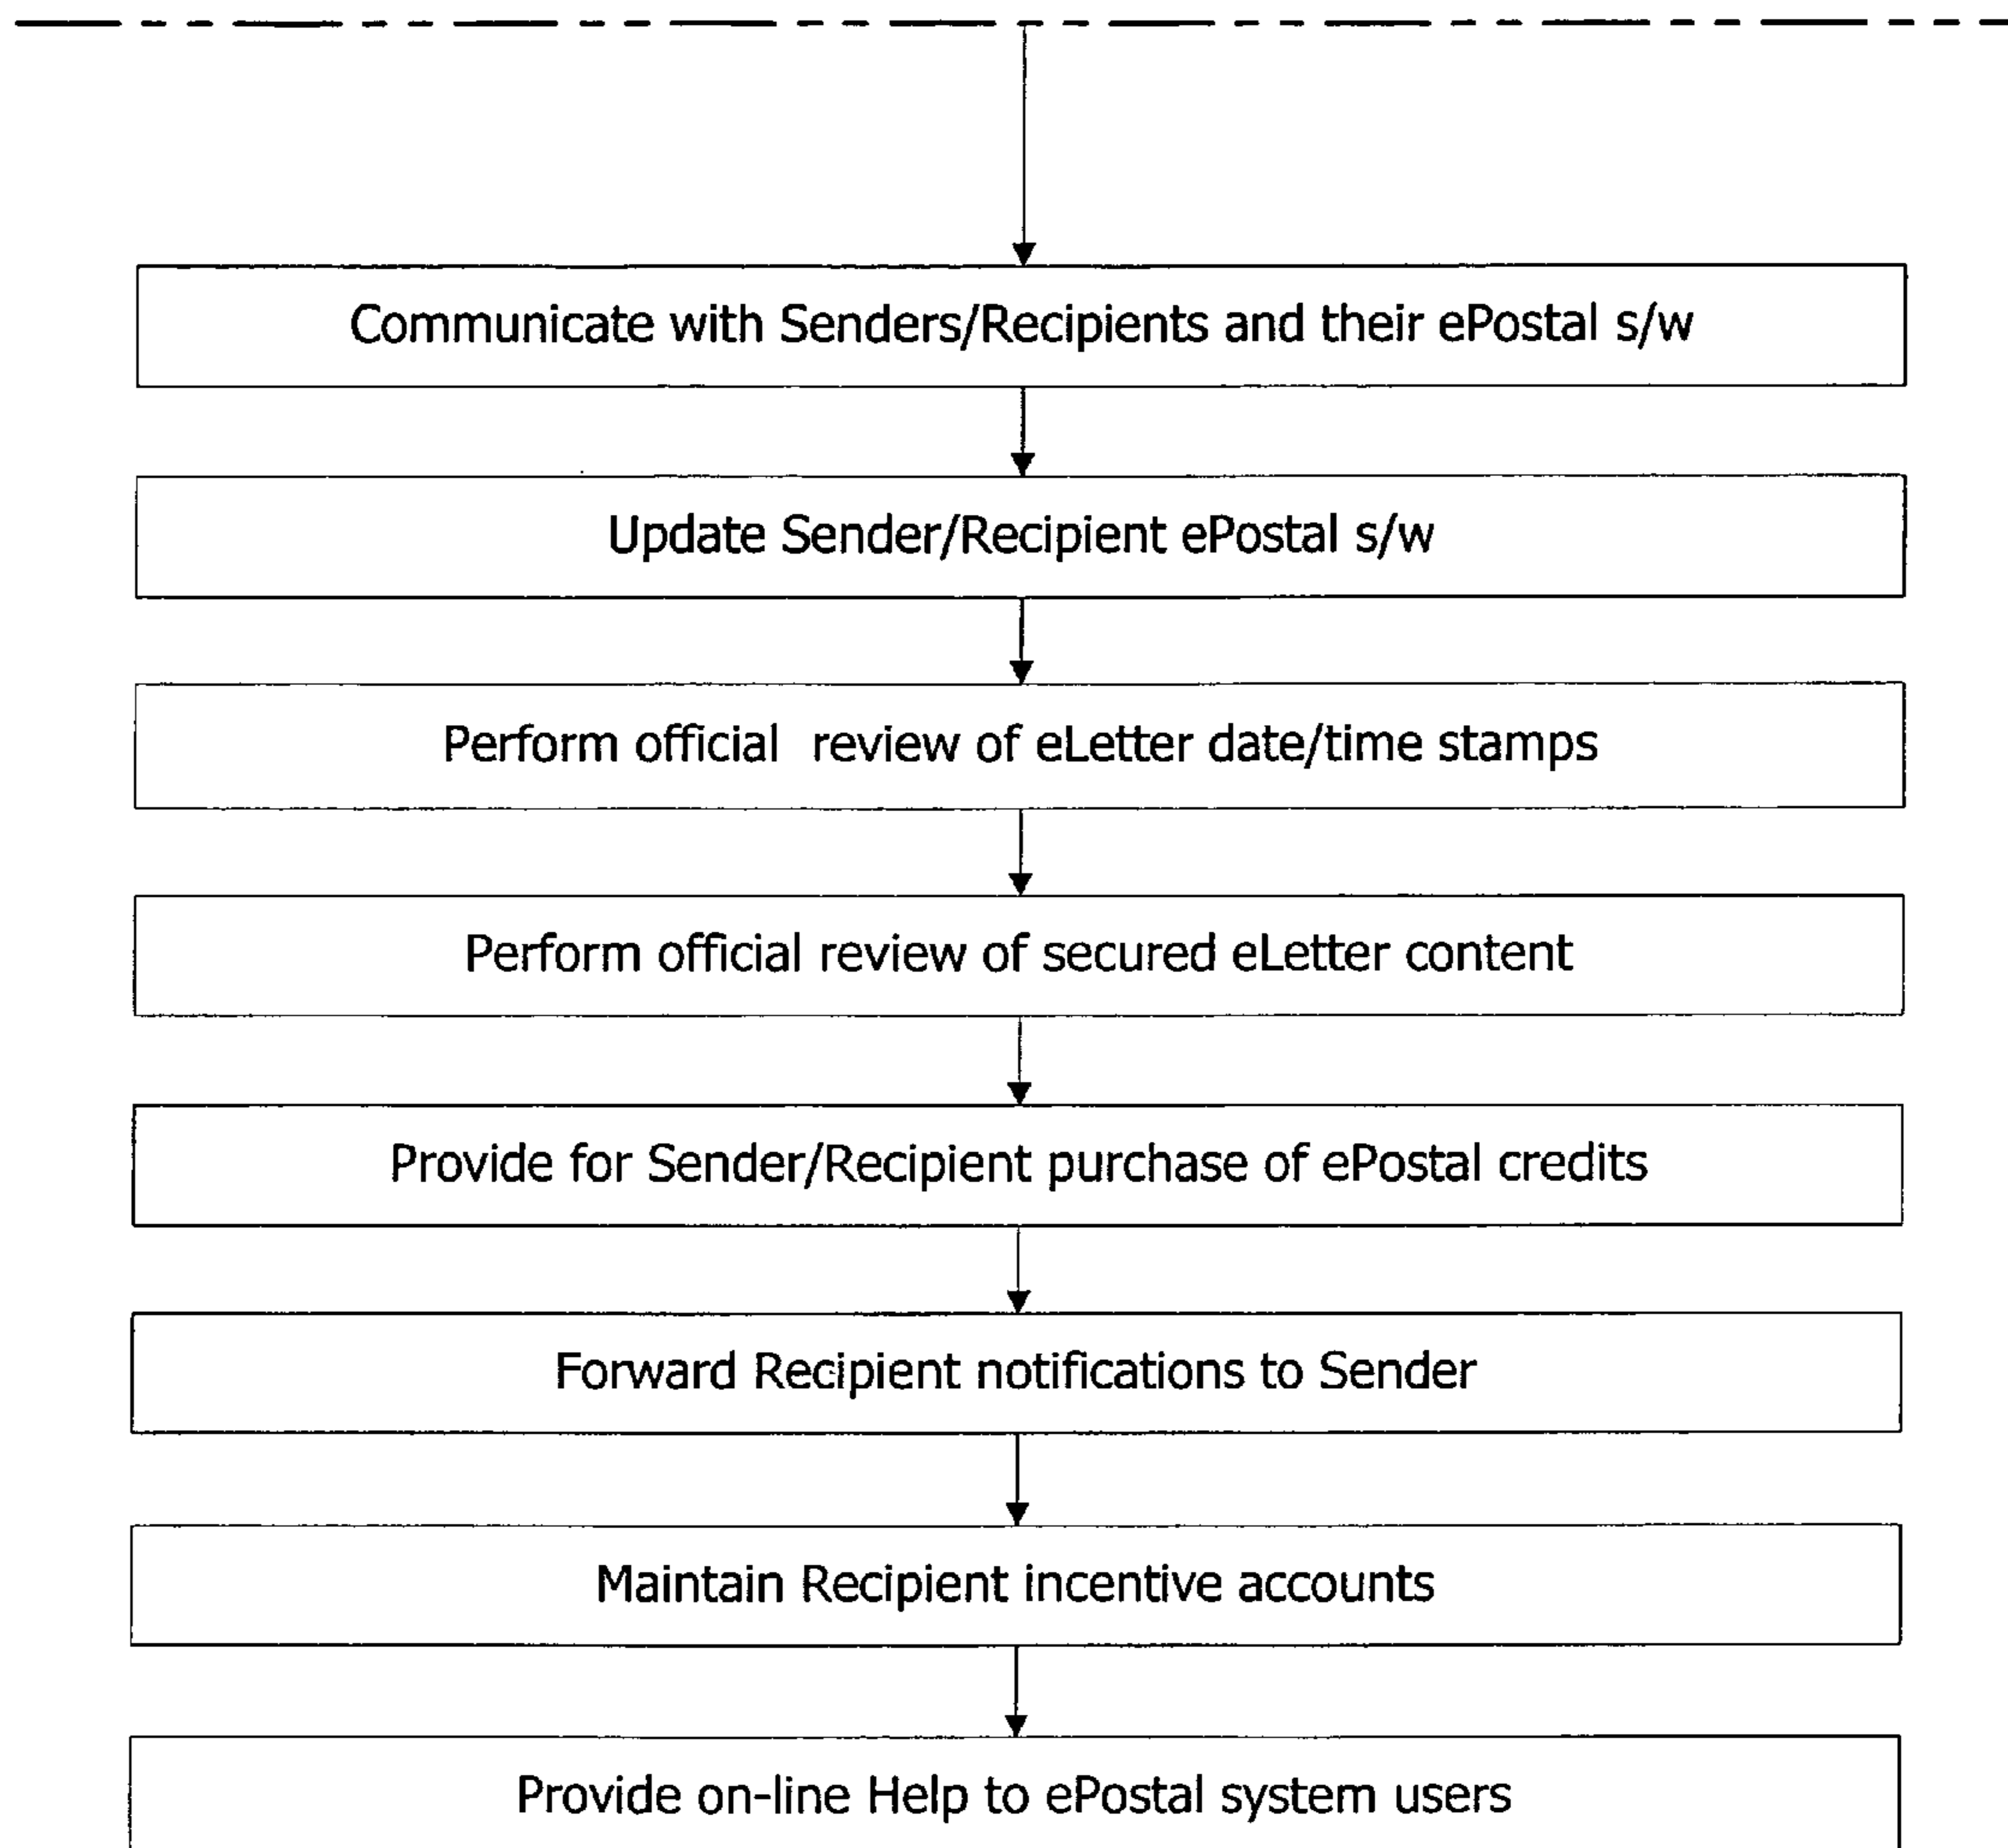 Communicate with Senders/Recipients and their ePostal s/w
Update Sender/Recipient ePostal s/w
Perform official review of eLetter date/time stamps
Perform official review of secured eLetter content
Provide for Sender/Recipient purchase of ePostal credits
Forward Recipient notifications to Sender
Maintain Recipient incentive accounts
Provide on-line Help to ePostal system users